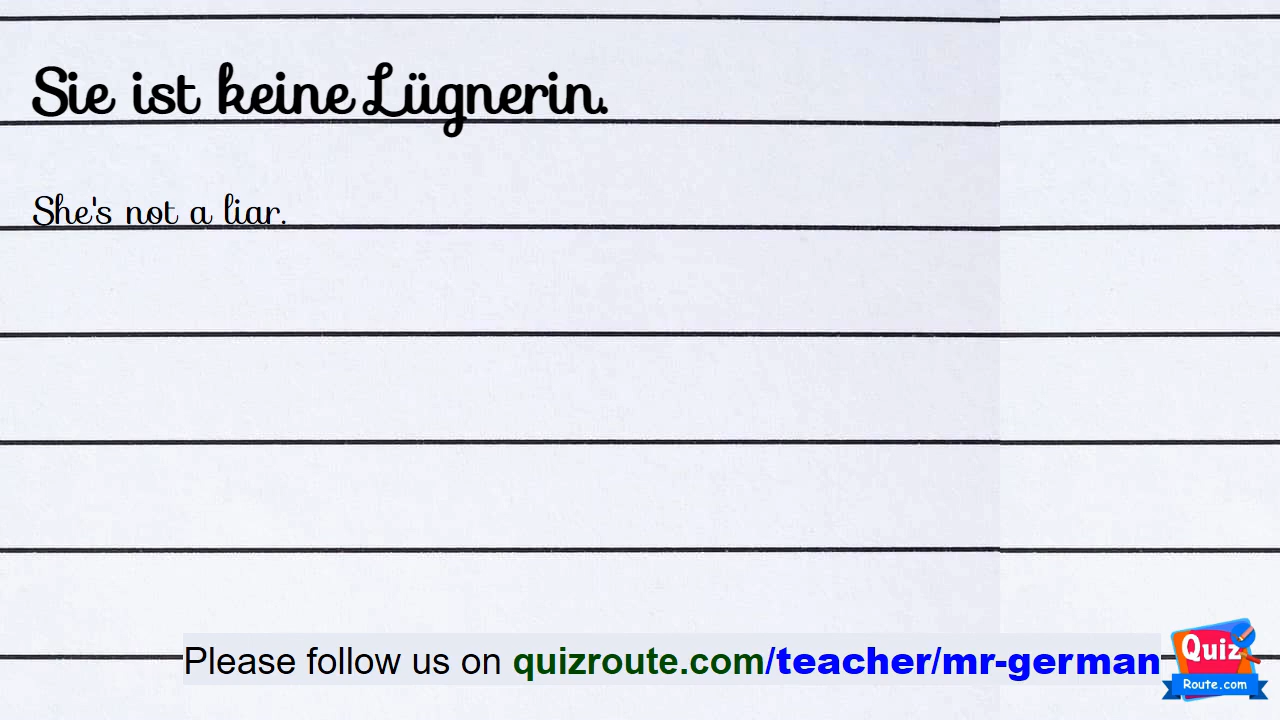 Sie ist keine Lügnerin.
She's not a liar.
Please follow us on quizroute.com/teacher/mr-german
Quiz
Route.com